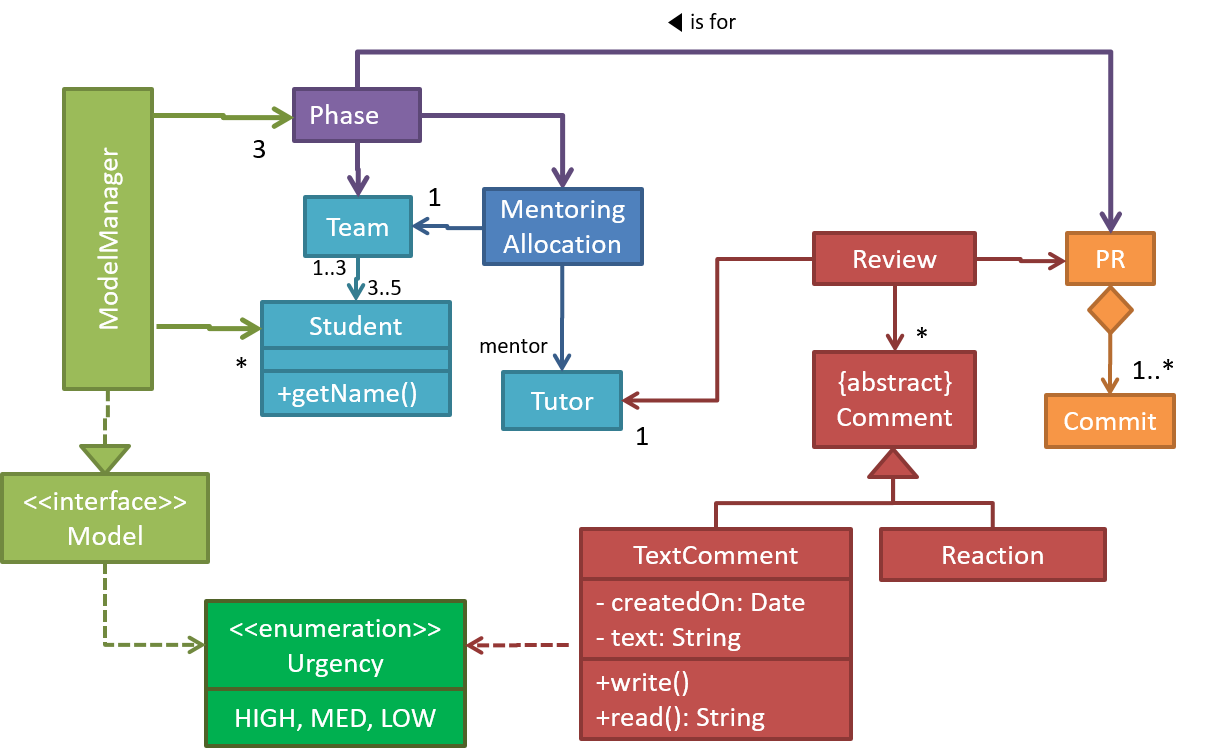 ◀ is for
ModelManager
3
Phase
Team
1
Mentoring
Allocation
1..3
3..5
*
Student
+getName()
mentor
Tutor
1
Review
PR
*
{abstract}
Comment
1..*
Commit
<<interface>>
Model
<<enumeration>>
Urgency
HIGH, MED, LOW
TextComment
- createdOn: Date
- text: String
+write()
+read(): String
Reaction